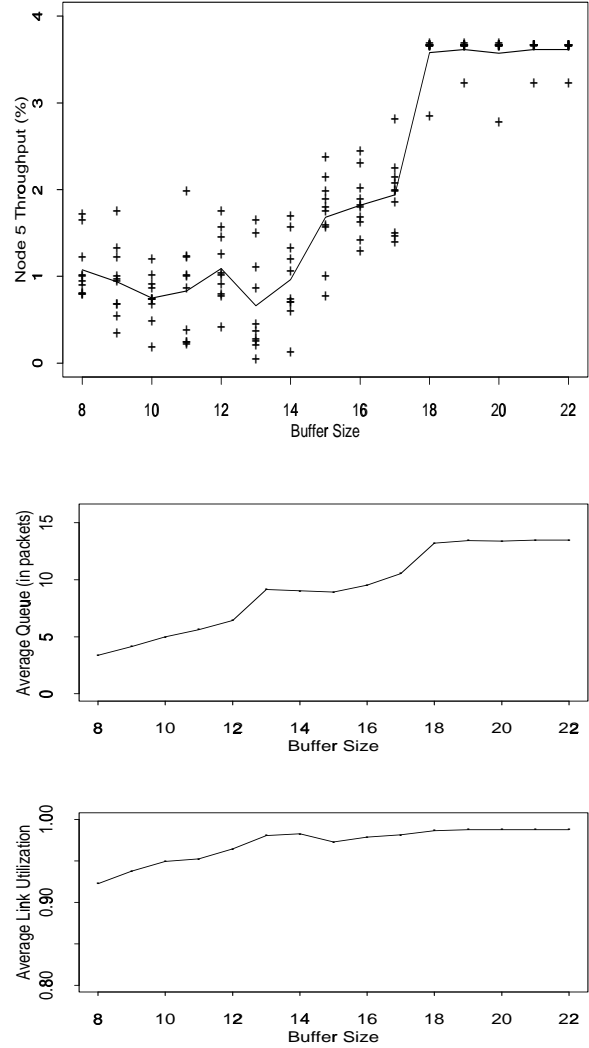 Node 5 Throughput (%)
4
3
2
1
0
8 10 12 14 16 18 20 22
Buffer Size
Average Queue (in packets)
15
10
5
0
8 10 12 14 16 18 20 22
Buffer Size
Average Link Utilization
1.00
0.90
0.80
8 10 12 14 16 18 20 22
Buffer Size